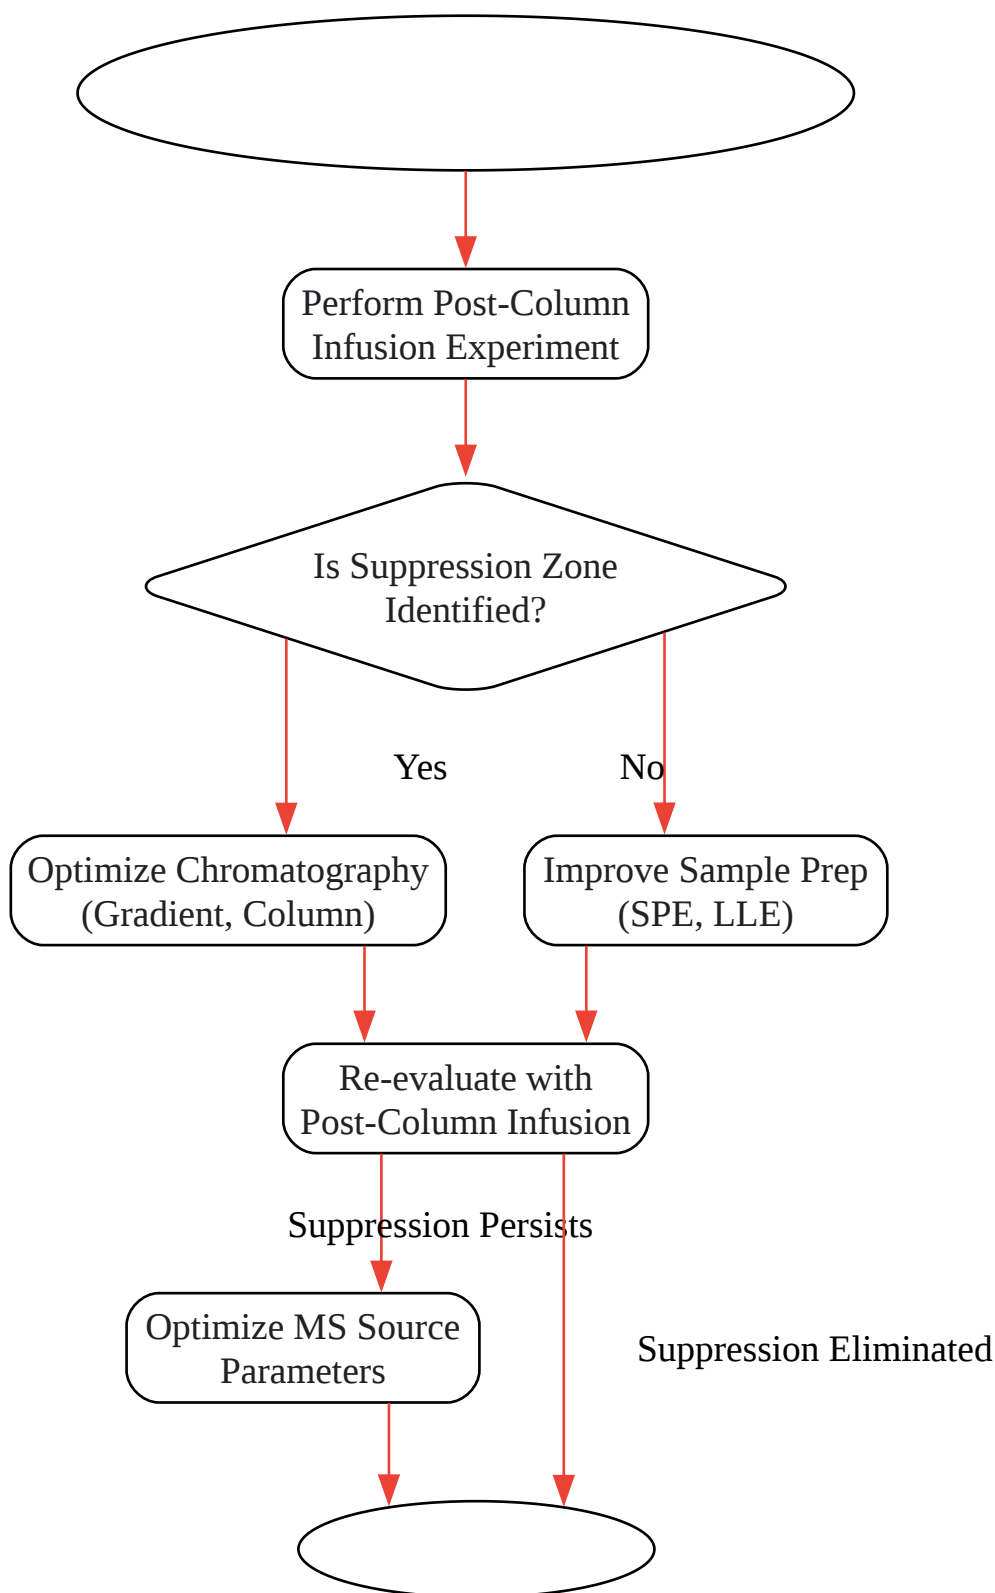 Perform Post-Column
Infusion Experiment
Is Suppression Zone
Identified?
Yes
No
Optimize Chromatography
(Gradient, Column)
Improve Sample Prep
(SPE, LLE)
Re-evaluate with
Post-Column Infusion
Suppression Persists
Optimize MS Source
Parameters
Suppression Eliminated